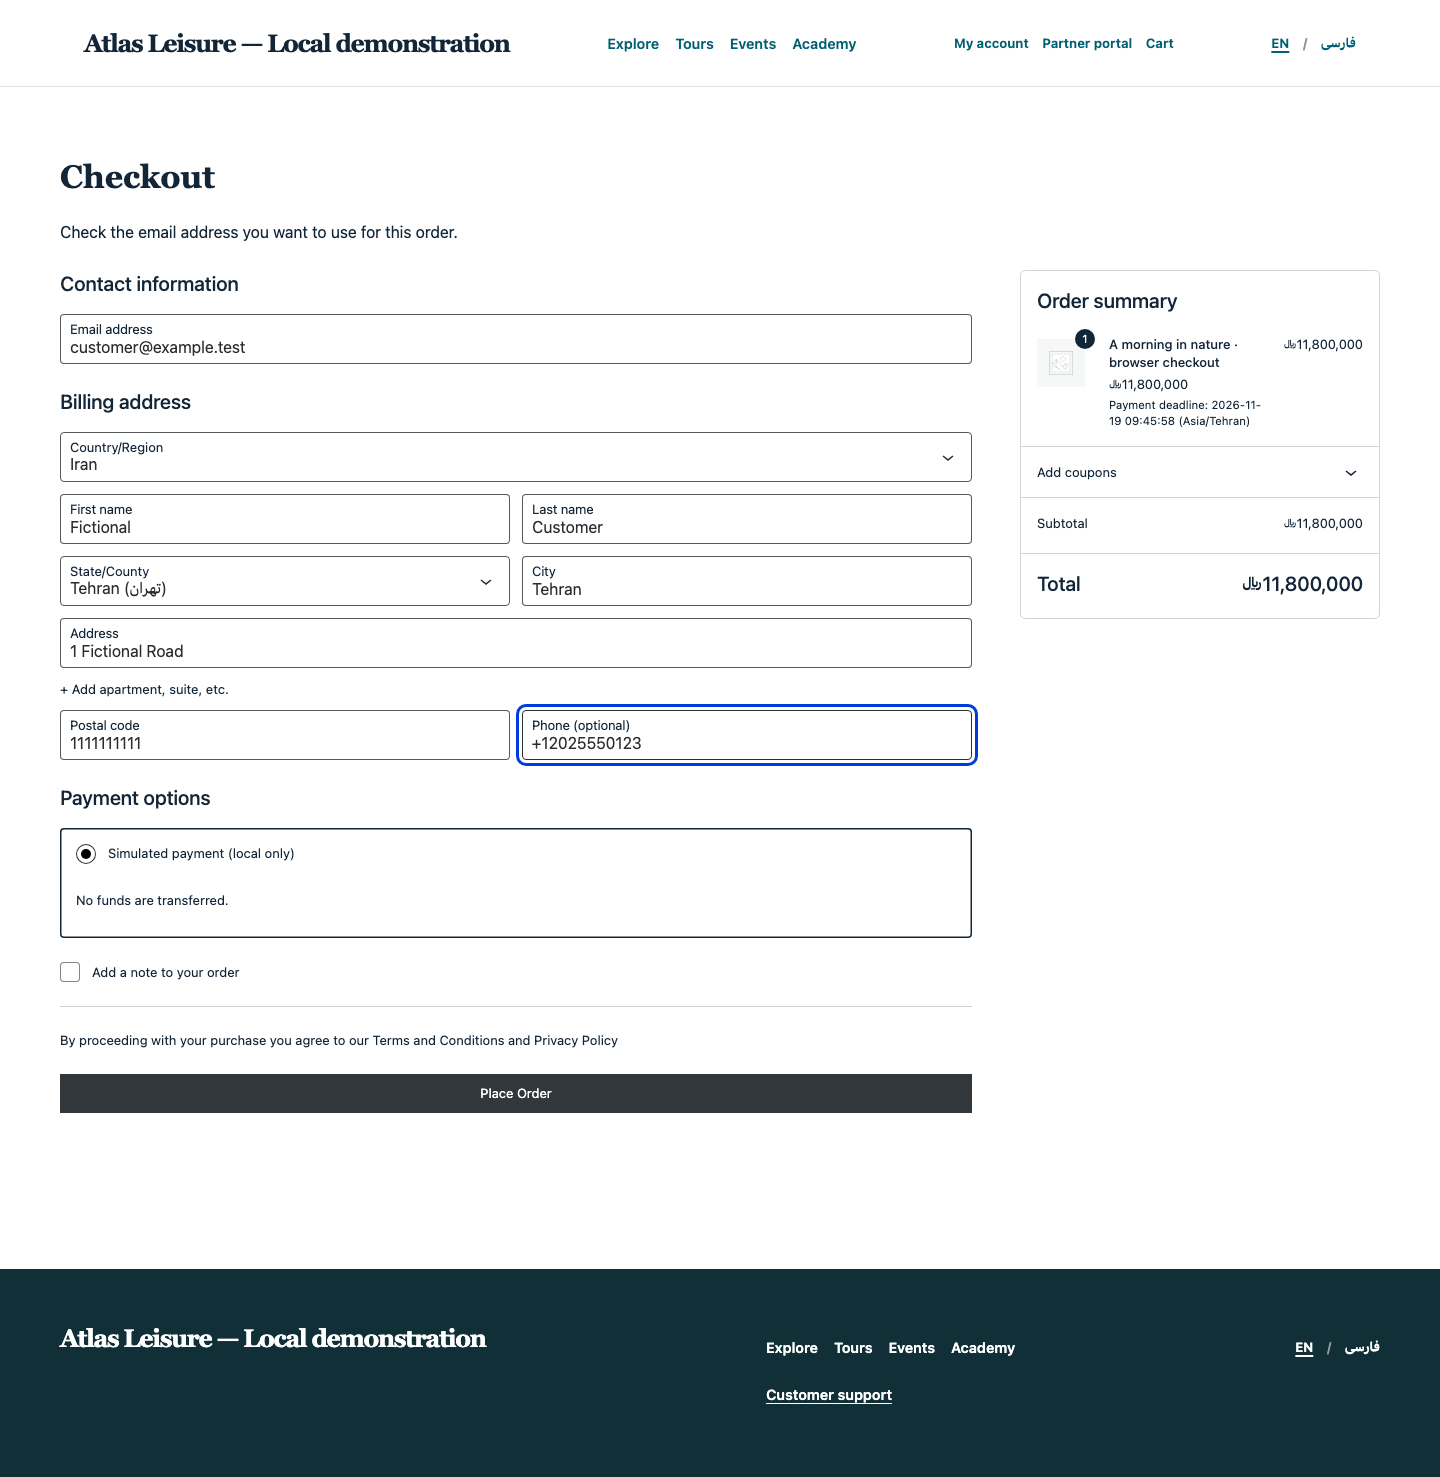 Atlas Leisure — Local demonstration
Explore Tours Events Academy
My account Partner portal Cart
EN / فارسی
Checkout
Check the email address you want to use for this order.
Contact information
Email address
customer@example.test
Billing address
Country/Region
Iran
First name
Fictional
Last name
Customer
State/County
Tehran (تهران)
City
Tehran
Address
1 Fictional Road
+ Add apartment, suite, etc.
Postal code
1111111111
Phone (optional)
+12025550123
Payment options
Simulated payment (local only)
No funds are transferred.
Add a note to your order
By proceeding with your purchase you agree to our Terms and Conditions and Privacy Policy
Place Order
Order summary
1
A morning in nature ·
browser checkout
﷼11,800,000
﷼11,800,000
Payment deadline: 2026-11-
19 09:45:58 (Asia/Tehran)
Add coupons
Subtotal ﷼11,800,000
Total ﷼11,800,000
Atlas Leisure — Local demonstration
Explore Tours Events Academy
Customer support
EN / فارسی